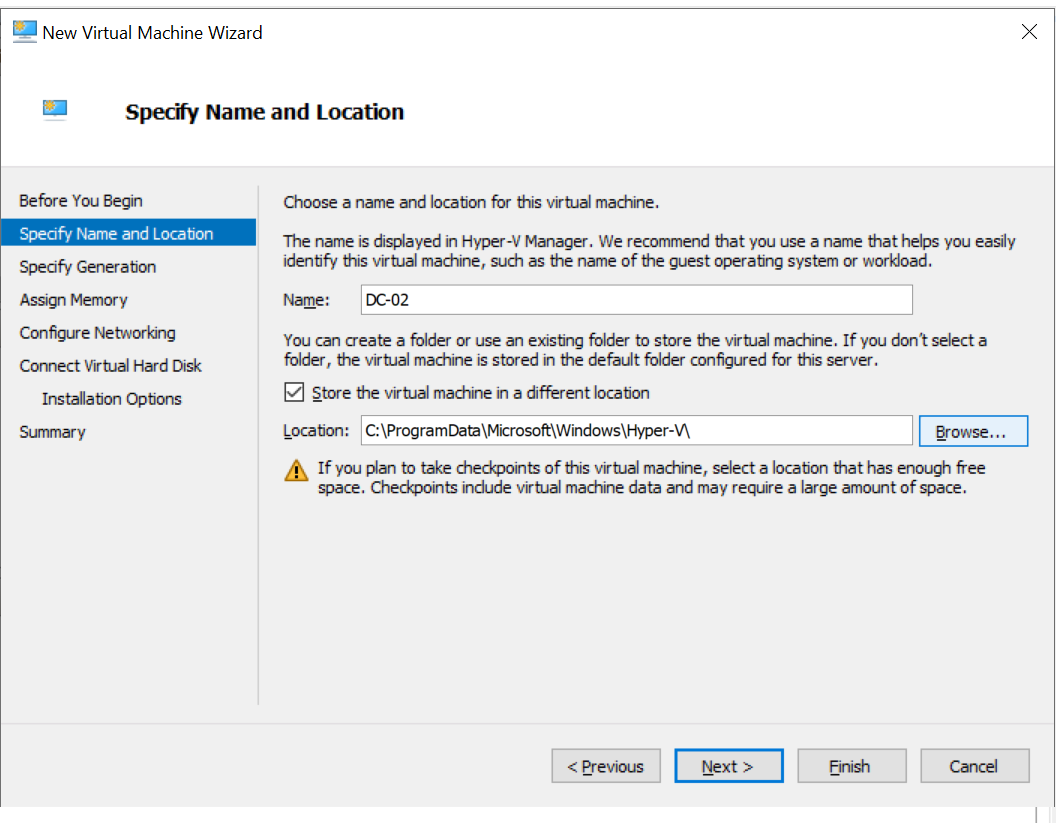 New Virtual Machine Wizard
Specify Name and Location
Before You Begin
Specify Name and Location
Specify Generation
Assign Memory
Configure Networking
Connect Virtual Hard Disk
Installation Options
Summary
Choose a name and location for this virtual machine.
The name is displayed in Hyper-V Manager. We recommend that you use a name that helps you easily
identify this virtual machine, such as the name of the guest operating system or workload.
Name: DC-02
You can create a folder or use an existing folder to store the virtual machine. If you don't select a
folder, the virtual machine is stored in the default folder configured for this server.
Store the virtual machine in a different location
Location: C:\ProgramData\Microsoft\Windows\Hyper-V\ Browse...
If you plan to take checkpoints of this virtual machine, select a location that has enough free
space. Checkpoints include virtual machine data and may require a large amount of space.
< Previous Next > Finish Cancel